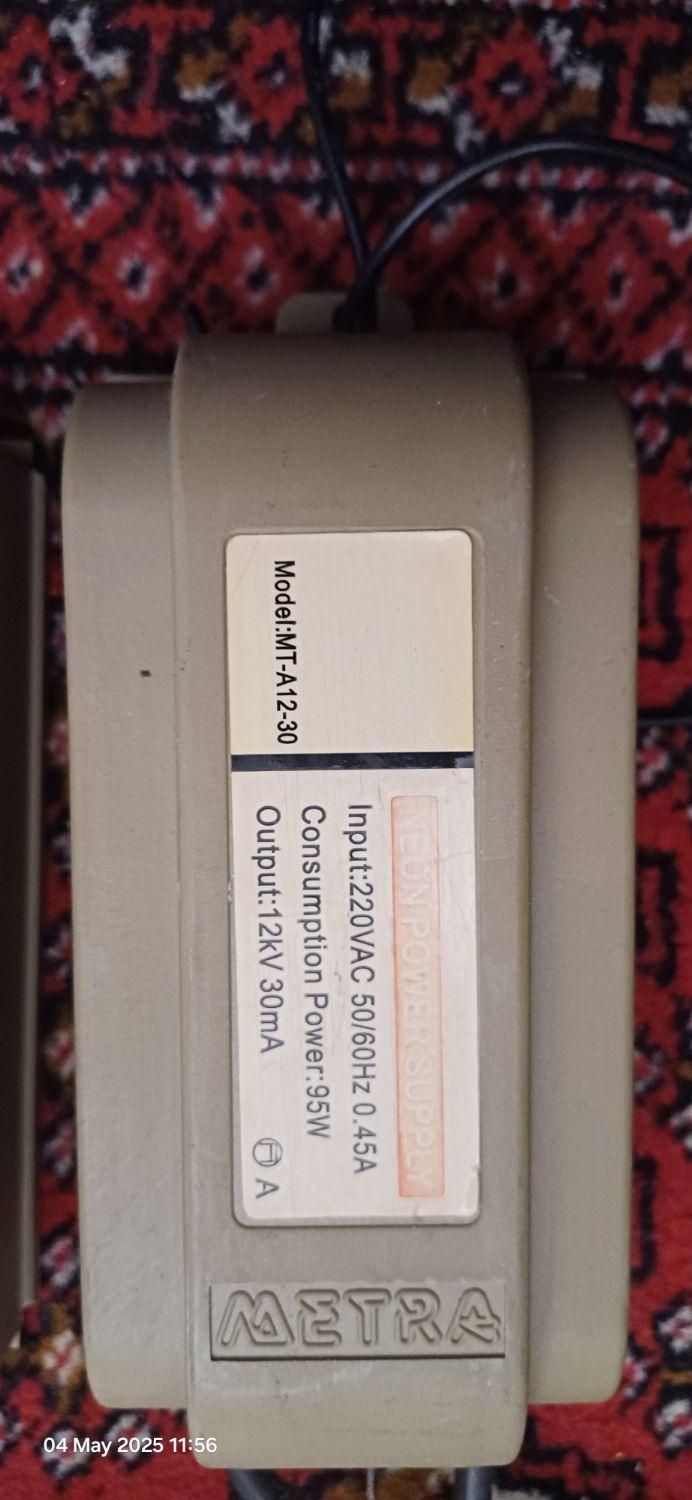 Model:MT-A12-30
NEON POWER SUPPLY
Input:220VAC 50/60Hz 0.45A
Consumption Power:95W
Output:12kV 30mA
A
METRA
04 May 2025 11:56